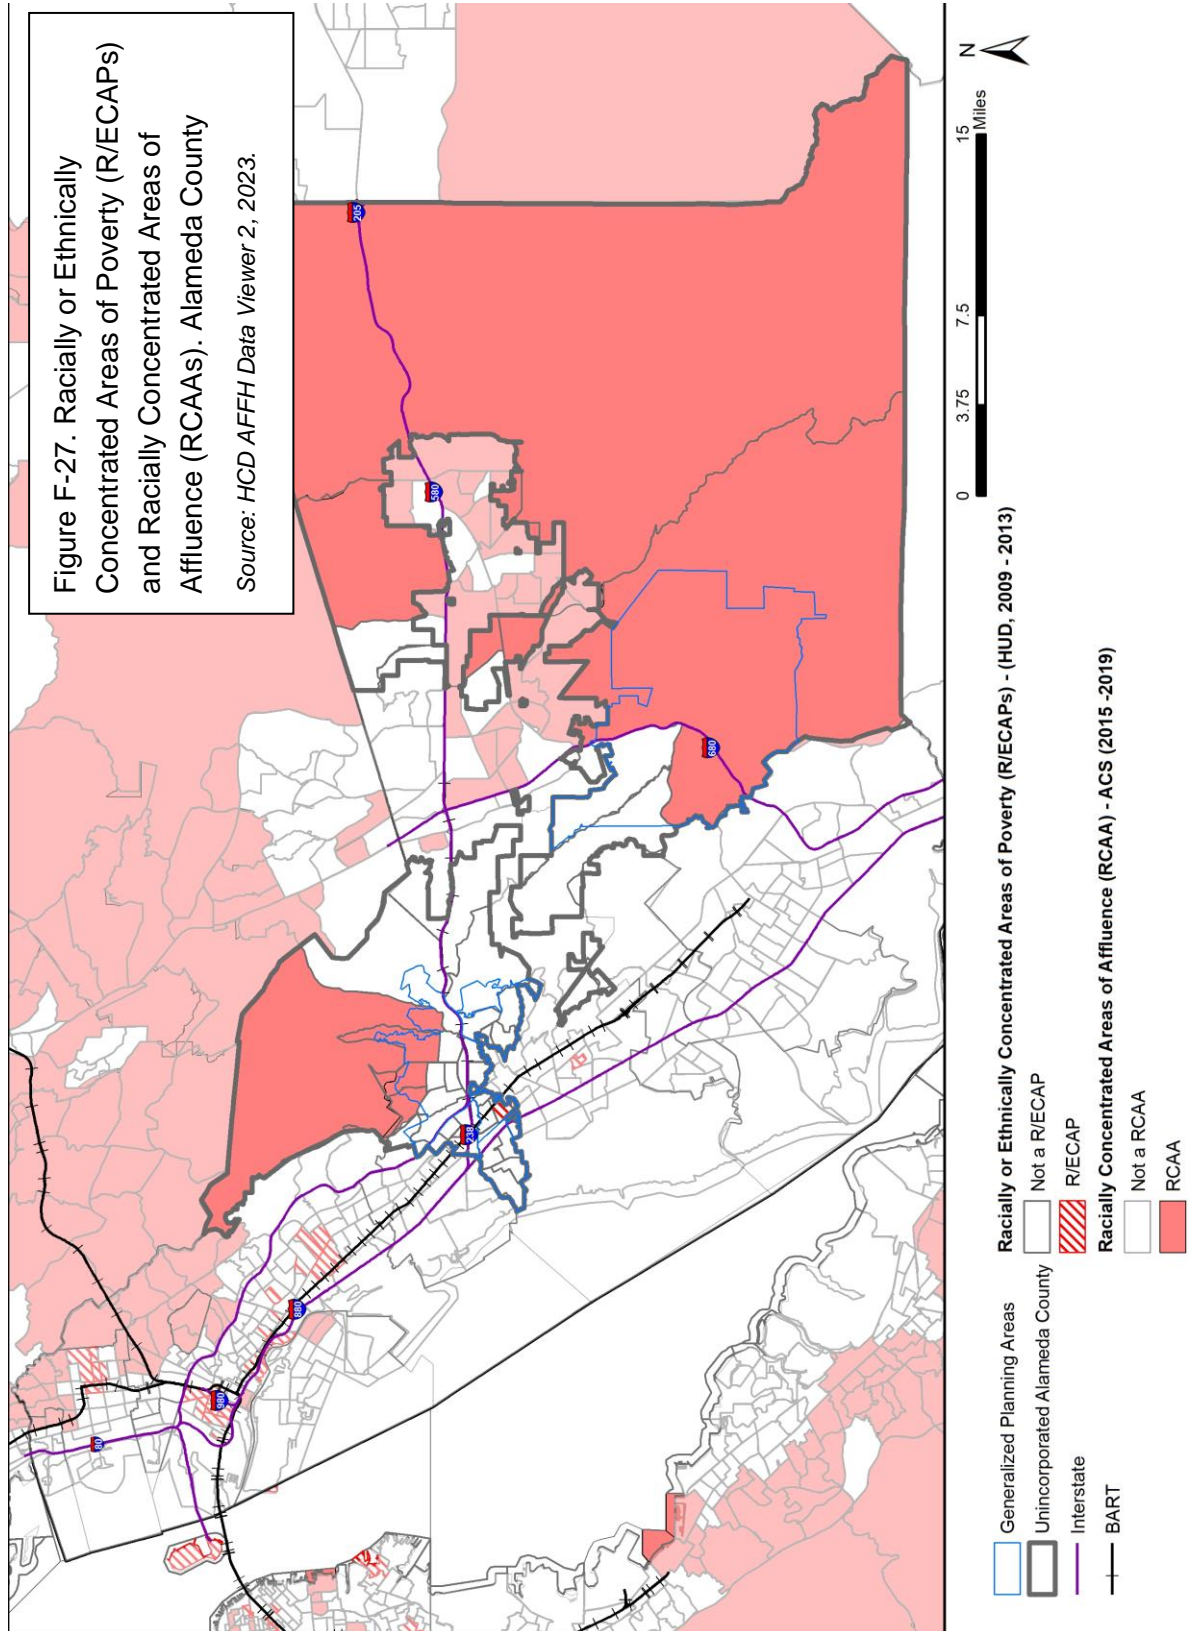 Figure F-27. Racially or Ethnically
Concentrated Areas of Poverty (R/ECAPs)
and Racially Concentrated Areas of
Affluence (RCAAs). Alameda County
Source: HCD AFFH Data Viewer 2, 2023.
205
580
680
238
880
980
80
N
0
3.75
7.5
15
Miles
Generalized Planning Areas
Unincorporated Alameda County
Interstate
BART
Racially or Ethnically Concentrated Areas of Poverty (R/ECAPs) - (HUD, 2009 - 2013)
Not a R/ECAP
R/ECAP
Racially Concentrated Areas of Affluence (RCAA) - ACS (2015 -2019)
Not a RCAA
RCAA